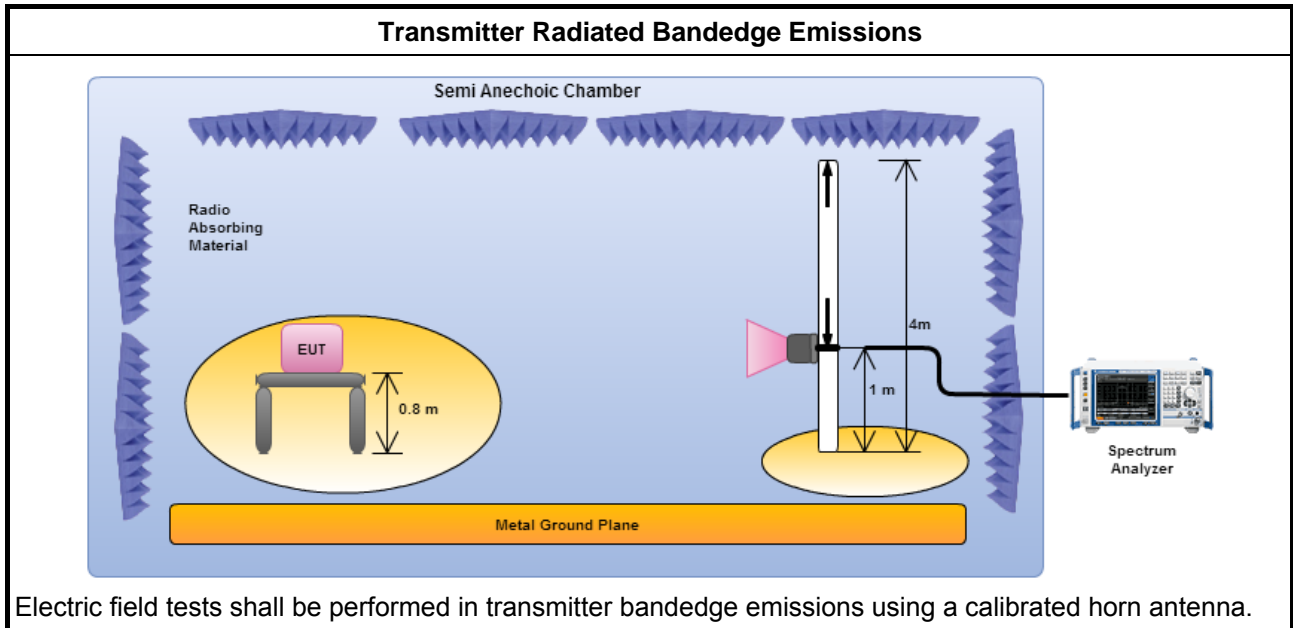 Transmitter Radiated Bandedge Emissions
Semi Anechoic Chamber
Radio
Absorbing
Material
EUT
0.8 m
4m
1 m
Spectrum
Analyzer
Metal Ground Plane
Electric field tests shall be performed in transmitter bandedge emissions using a calibrated horn antenna.